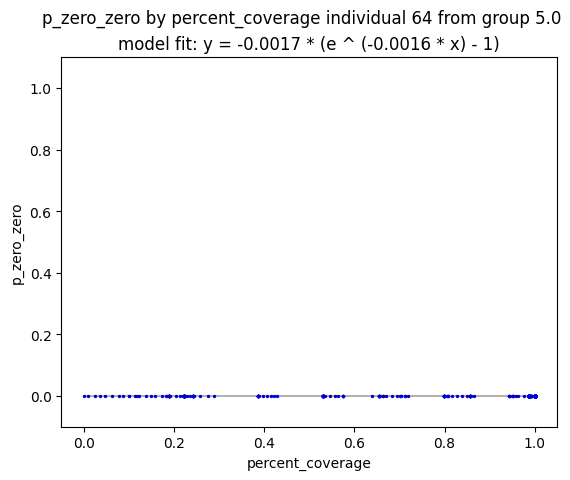 p_zero_zero by percent_coverage individual 64 from group 5.0
model fit: y = -0.0017 * (e ^ (-0.0016 * x) - 1)
1.0
0.8
0.6
0.4
0.2
0.0
p_zero_zero
0.0 0.2 0.4 0.6 0.8 1.0
percent_coverage